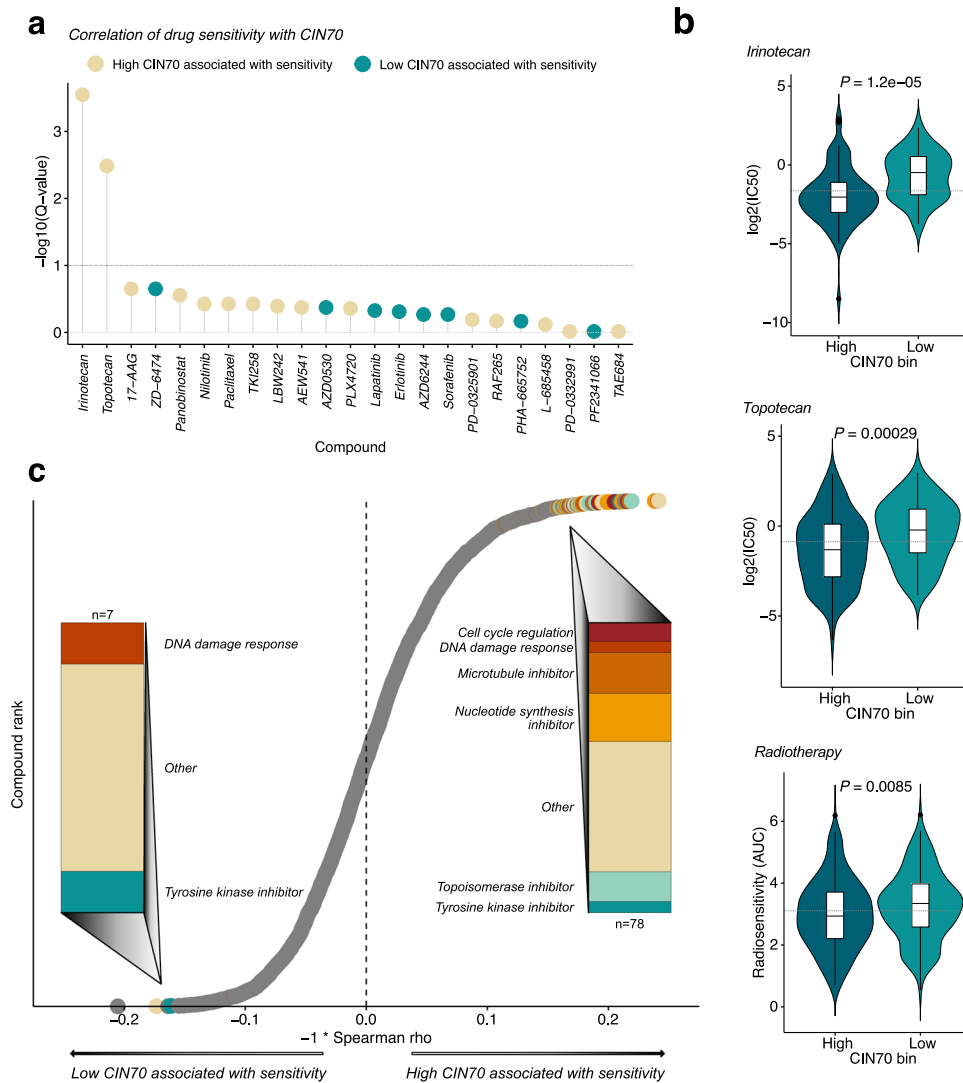 a
Correlation of drug sensitivity with CIN70
High CIN70 associated with sensitivity
Low CIN70 associated with sensitivity
−log10(Q−value)
3
2
1
0
Irinotecan
Topotecan
17−AAG
ZD−6474
Panobinostat
Nilotinib
Paclitaxel
TKI258
LBW242
AEW541
AZD0530
PLX4720
Lapatinib
Erlotinib
AZD6244
Sorafenib
PD−0325901
RAF265
PHA−665752
L−685458
PD−0332991
PF2341066
TAE684
Compound
b
Irinotecan
P = 1.2e−05
log2(IC50)
5
0
−5
−10
High
Low
CIN70 bin
Topotecan
P = 0.00029
log2(IC50)
5
0
−5
High
Low
CIN70 bin
Radiotherapy
P = 0.0085
Radiosensitivity (AUC)
6
4
2
0
High
Low
CIN70 bin
c
Compound rank
n=7
DNA damage response
Other
Tyrosine kinase inhibitor
Cell cycle regulation
DNA damage response
Microtubule inhibitor
Nucleotide synthesis
inhibitor
Other
Topoisomerase inhibitor
Tyrosine kinase inhibitor
n=78
−0.2
−0.1
0.0
0.1
0.2
−1 * Spearman rho
Low CIN70 associated with sensitivity
High CIN70 associated with sensitivity